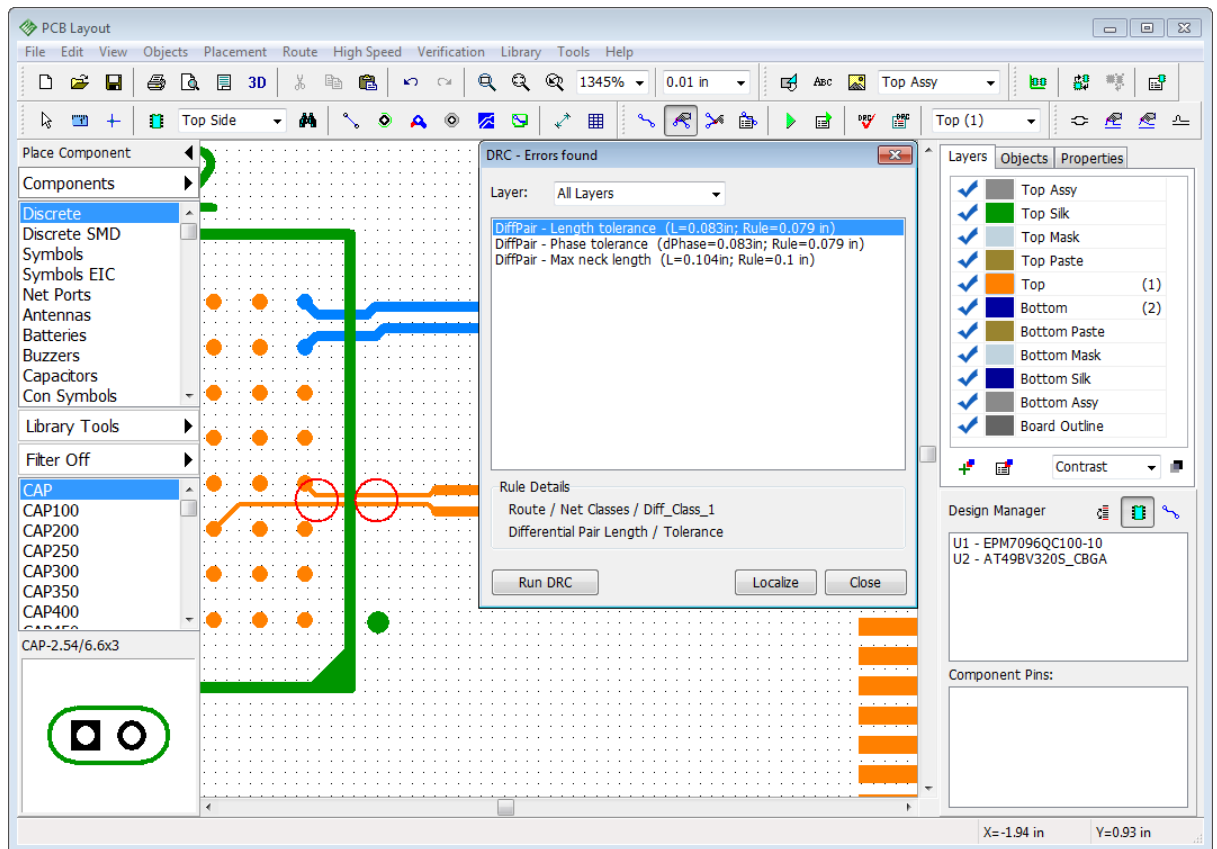 PCB Layout
File Edit View Objects Placement Route High Speed Verification Library Tools Help
3D 1345% 0.01 in ABC Top Assy
Top Side DRC DRC Top (1)
Place Component
Components
Discrete
Discrete SMD
Symbols
Symbols EIC
Net Ports
Antennas
Batteries
Buzzers
Capacitors
Con Symbols
Library Tools
Filter Off
CAP
CAP100
CAP200
CAP250
CAP300
CAP350
CAP400
CAP-2.54/6.6x3
DRC - Errors found
Layer: All Layers
DiffPair - Length tolerance (L=0.083in; Rule=0.079 in)
DiffPair - Phase tolerance (dPhase=0.083in; Rule=0.079 in)
DiffPair - Max neck length (L=0.104in; Rule=0.1 in)
Rule Details
Route / Net Classes / Diff_Class_1
Differential Pair Length / Tolerance
Run DRC Localize Close
Layers Objects Properties
Top Assy
Top Silk
Top Mask
Top Paste
Top (1)
Bottom (2)
Bottom Paste
Bottom Mask
Bottom Silk
Bottom Assy
Board Outline
Contrast
Design Manager
U1 - EPM7096QC100-10
U2 - AT49BV320S_CBGA
Component Pins:
X=-1.94 in Y=0.93 in